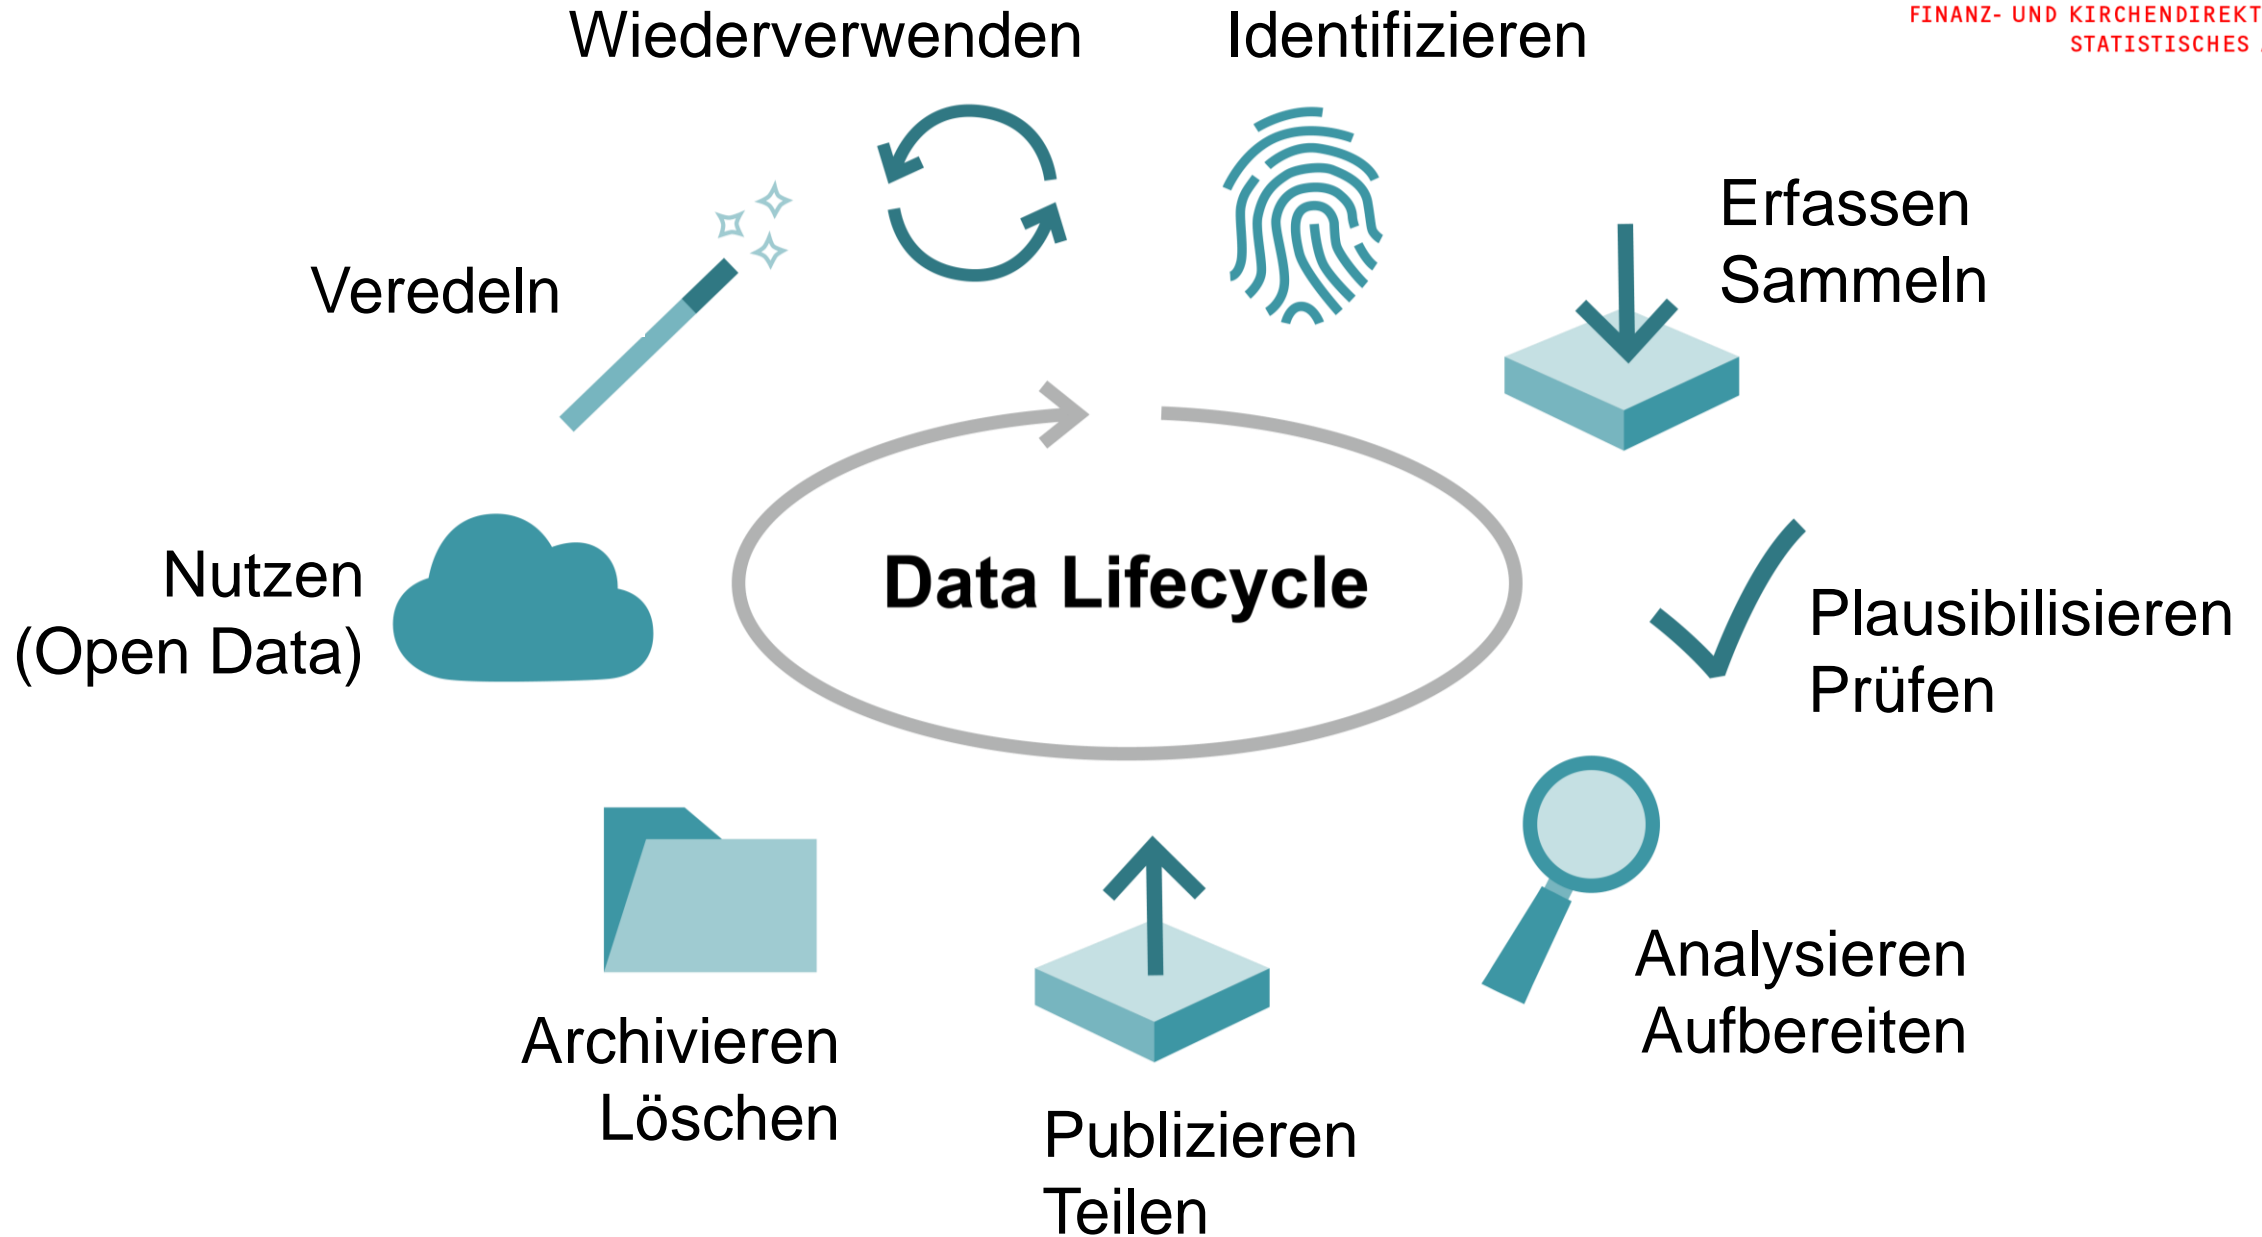 FINANZ- UND KIRCHENDIREKT
STATISTISCHES
Wiederverwenden
Identifizieren
Erfassen
Sammeln
Veredeln
Data Lifecycle
Nutzen
(Open Data)
Plausibilisieren
Prüfen
Analysieren
Aufbereiten
Archivieren
Löschen
Publizieren
Teilen